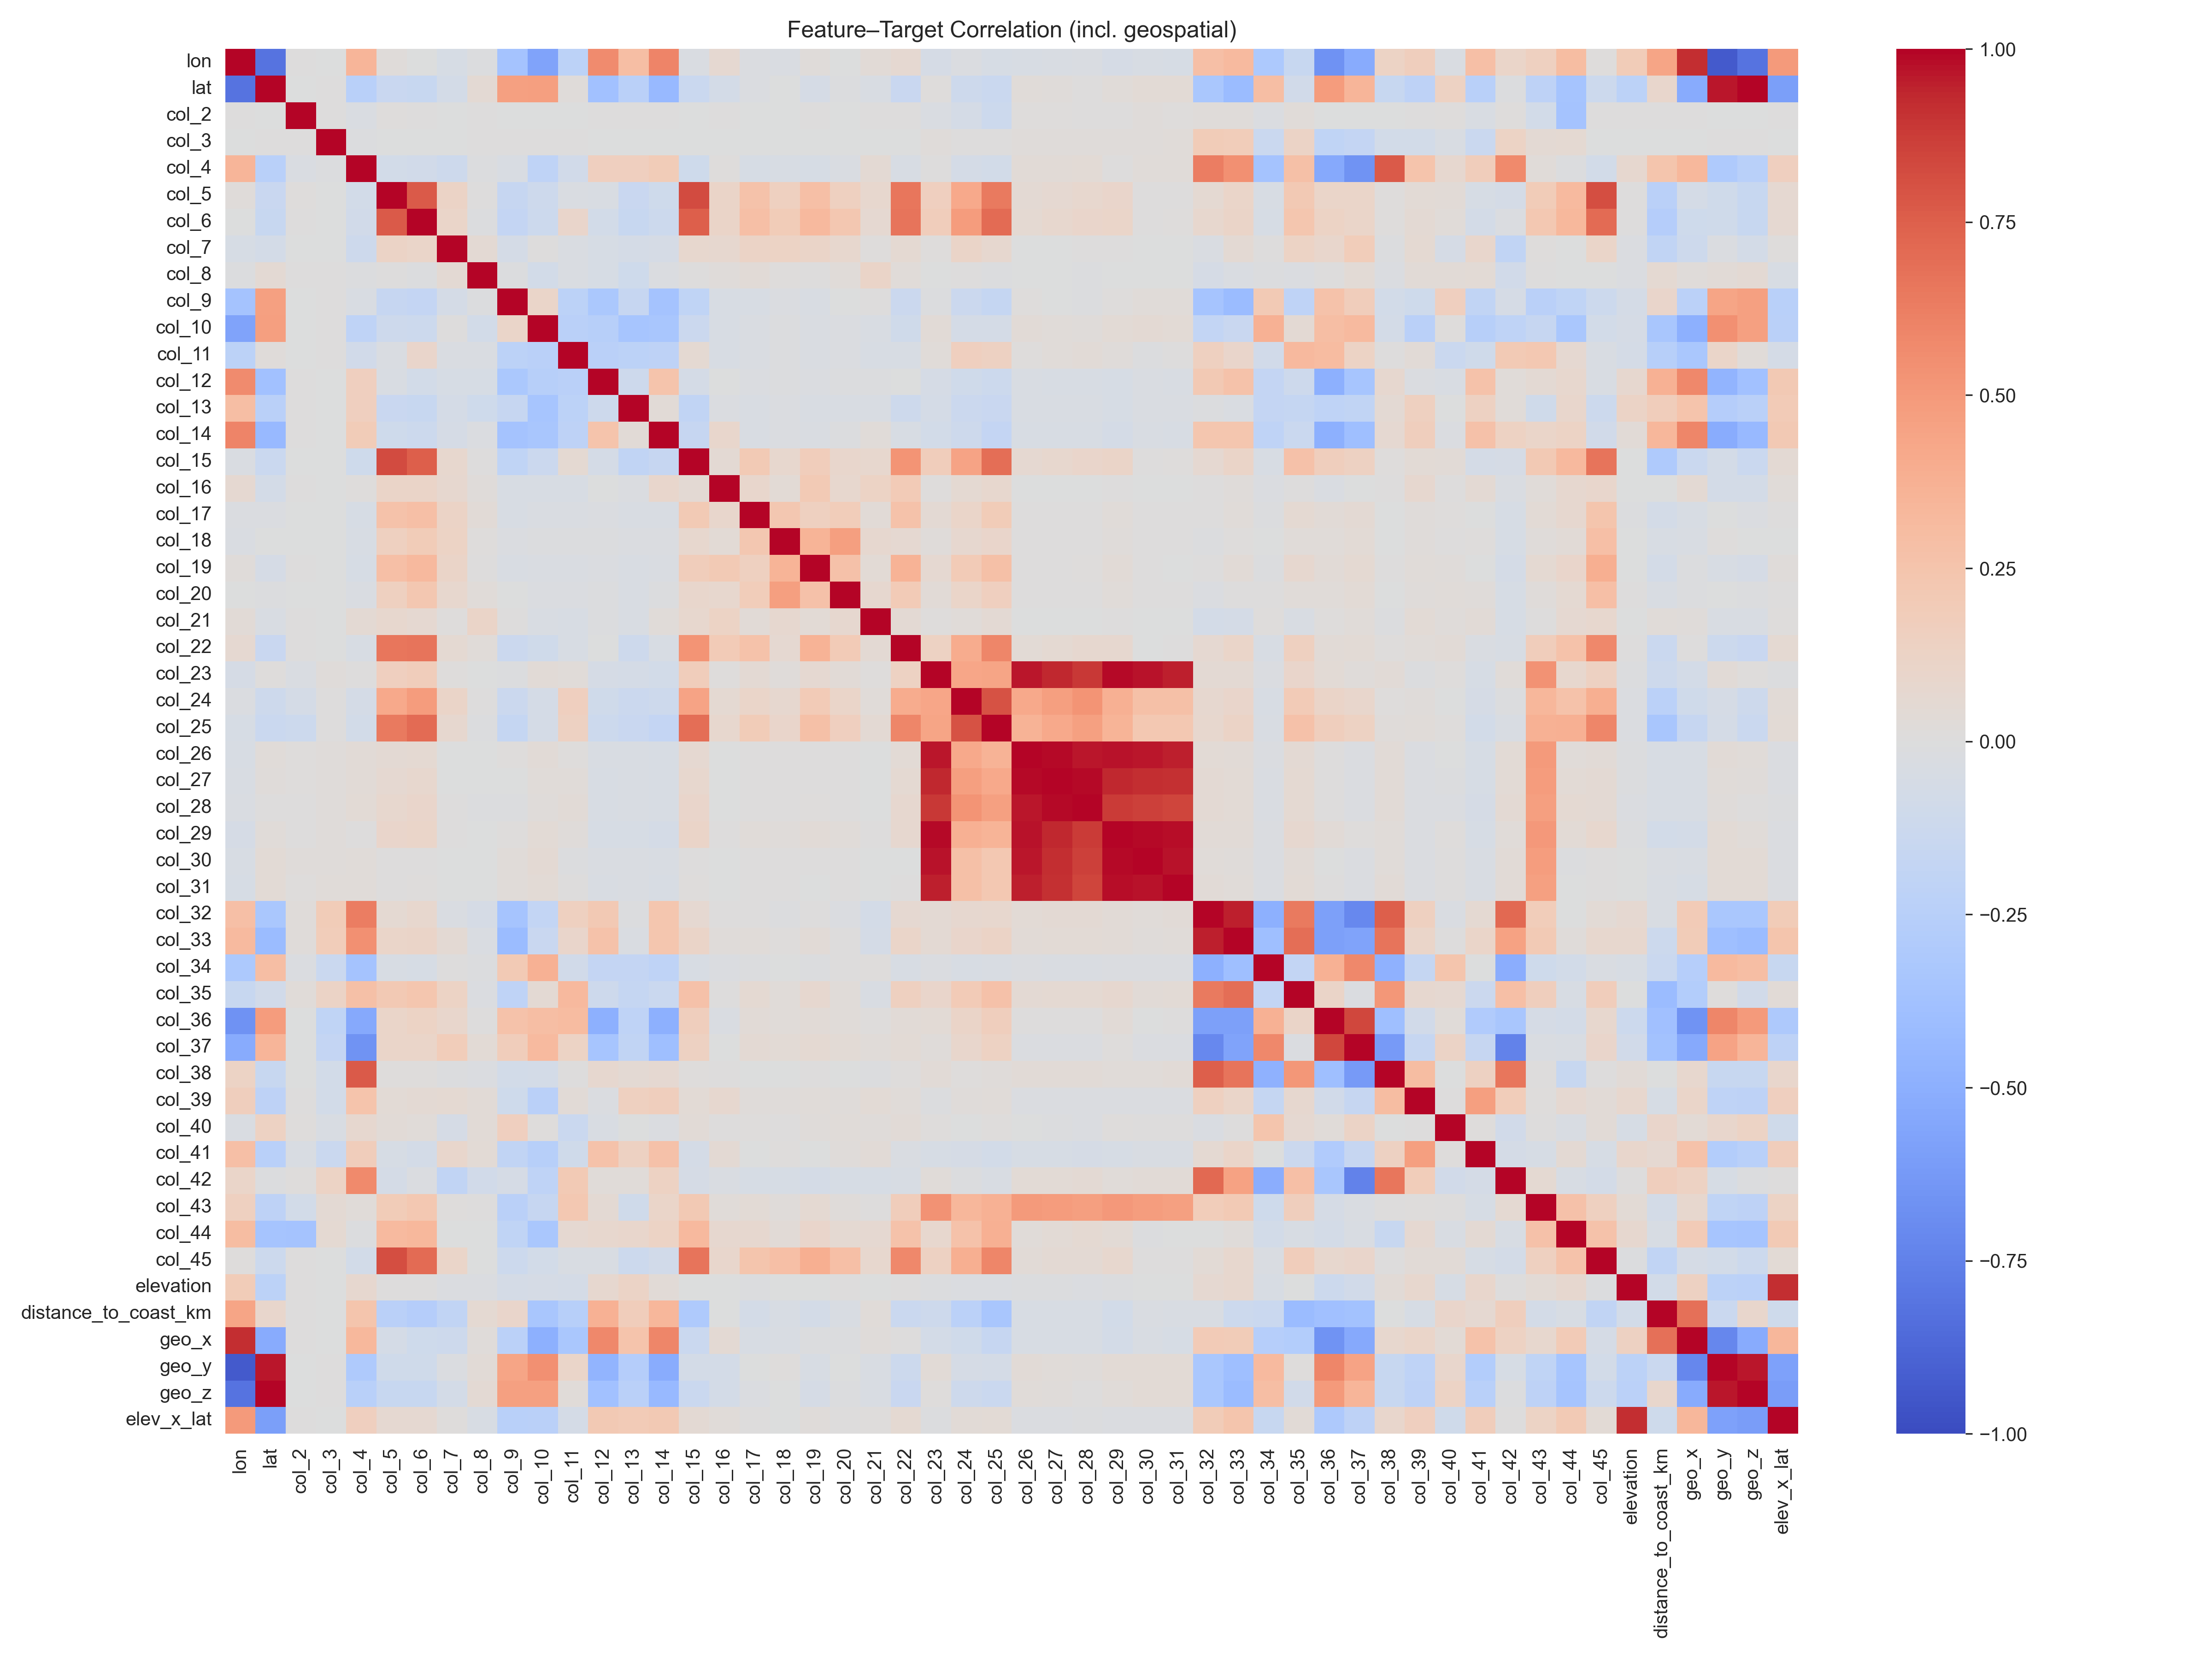 Feature–Target Correlation (incl. geospatial)
lon
lat
col_2
col_3
col_4
col_5
col_6
col_7
col_8
col_9
col_10
col_11
col_12
col_13
col_14
col_15
col_16
col_17
col_18
col_19
col_20
col_21
col_22
col_23
col_24
col_25
col_26
col_27
col_28
col_29
col_30
col_31
col_32
col_33
col_34
col_35
col_36
col_37
col_38
col_39
col_40
col_41
col_42
col_43
col_44
col_45
elevation
distance_to_coast_km
geo_x
geo_y
geo_z
elev_x_lat
lon
lat
col_2
col_3
col_4
col_5
col_6
col_7
col_8
col_9
col_10
col_11
col_12
col_13
col_14
col_15
col_16
col_17
col_18
col_19
col_20
col_21
col_22
col_23
col_24
col_25
col_26
col_27
col_28
col_29
col_30
col_31
col_32
col_33
col_34
col_35
col_36
col_37
col_38
col_39
col_40
col_41
col_42
col_43
col_44
col_45
elevation
distance_to_coast_km
geo_x
geo_y
geo_z
elev_x_lat
1.00
0.75
0.50
0.25
0.00
−0.25
−0.50
−0.75
−1.00